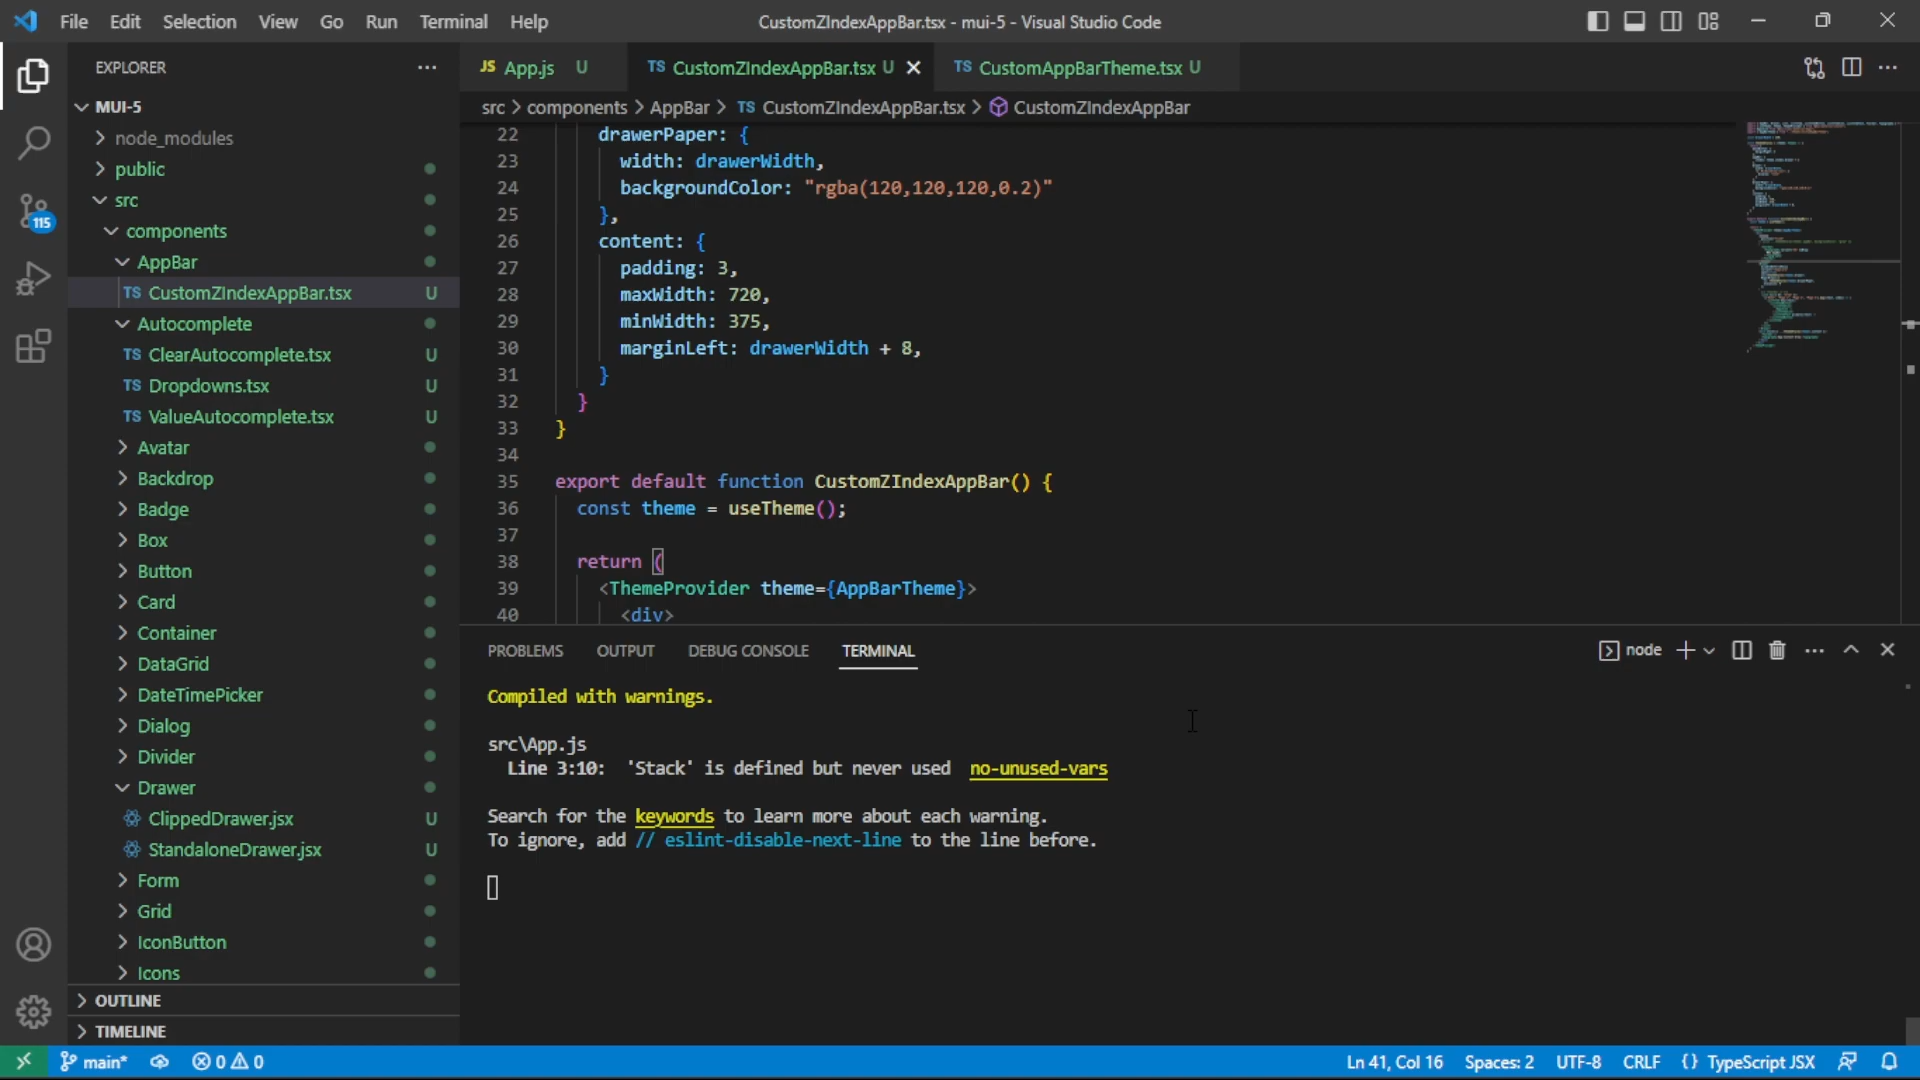 File Edit Selection View Go Run Terminal Help
CustomZIndexAppBar.tsx - mui-5 - Visual Studio Code
EXPLORER
MUI-5
node_modules
public
src
components
AppBar
TS CustomZIndexAppBar.tsx U
Autocomplete
TS ClearAutocomplete.tsx U
TS Dropdowns.tsx U
TS ValueAutocomplete.tsx U
Avatar
Backdrop
Badge
Box
Button
Card
Container
DataGrid
DateTimePicker
Dialog
Divider
Drawer
ClippedDrawer.jsx U
StandaloneDrawer.jsx U
Form
Grid
IconButton
Icons
OUTLINE
TIMELINE
115
JS App.js U
TS CustomZIndexAppBar.tsx U
TS CustomAppBarTheme.tsx U
src > components > AppBar > TS CustomZIndexAppBar.tsx > CustomZIndexAppBar
22 drawerPaper: {
23 width: drawerWidth,
24 backgroundColor: "rgba(120,120,120,0.2)"
25 },
26 content: {
27 padding: 3,
28 maxWidth: 720,
29 minWidth: 375,
30 marginLeft: drawerWidth + 8,
31 }
32 }
33 }
34
35 export default function CustomZIndexAppBar() {
36 const theme = useTheme();
37
38 return (
39 <ThemeProvider theme={AppBarTheme}>
40 <div>
PROBLEMS OUTPUT DEBUG CONSOLE TERMINAL
node
Compiled with warnings.
src\App.js
Line 3:10: 'Stack' is defined but never used no-unused-vars
Search for the keywords to learn more about each warning.
To ignore, add // eslint-disable-next-line to the line before.
main* 0 0
Ln 41, Col 16 Spaces: 2 UTF-8 CRLF {} TypeScript JSX